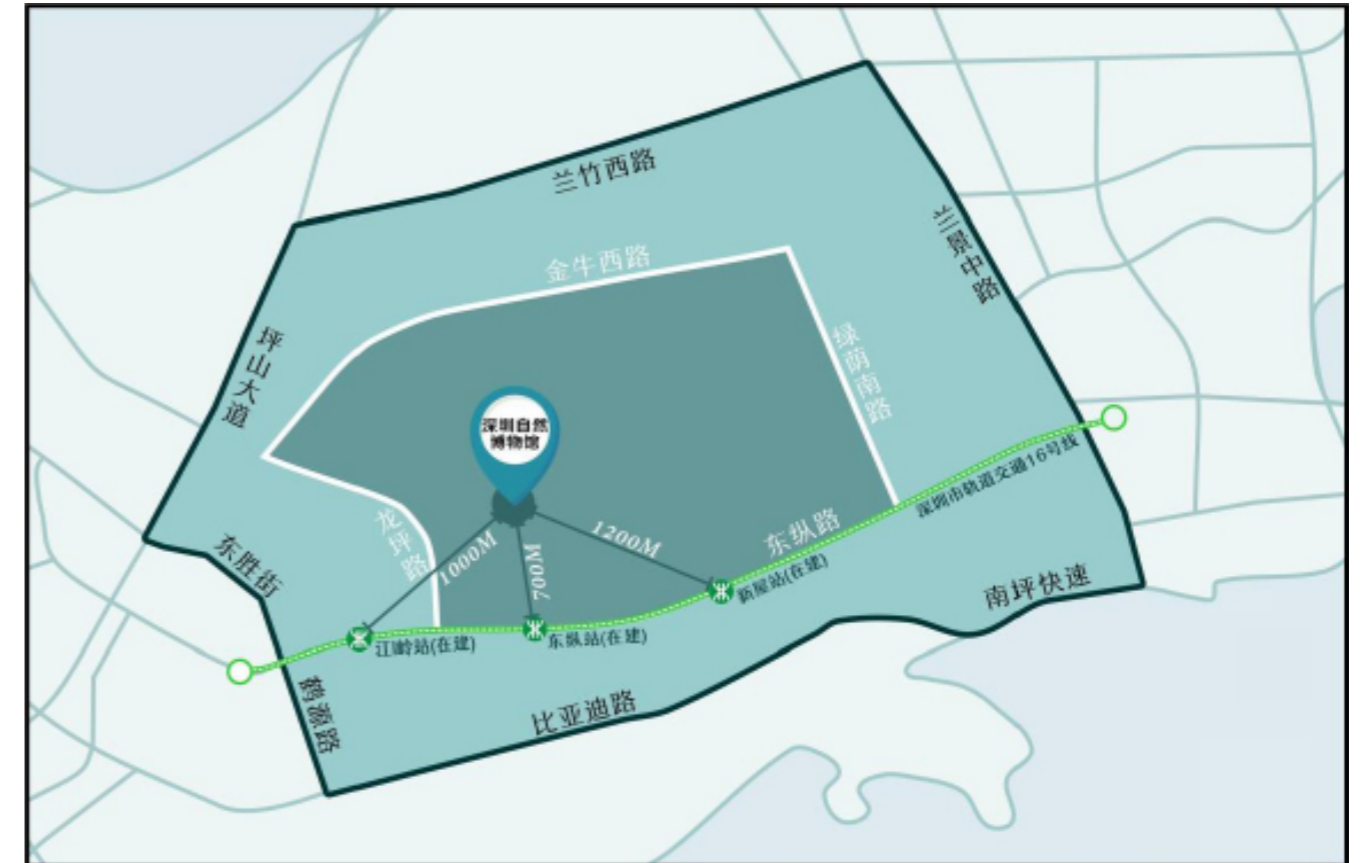 兰竹西路
兰景中路
金牛西路
坪山大道
绿荫南路
深圳自然
博物馆
深圳市轨道交通16号线
龙坪路
1000M
700M
1200M
东纵路
东胜街
新屋站(在建)
南坪快速
江岭站(在建)
东纵站(在建)
鹤源路
比亚迪路